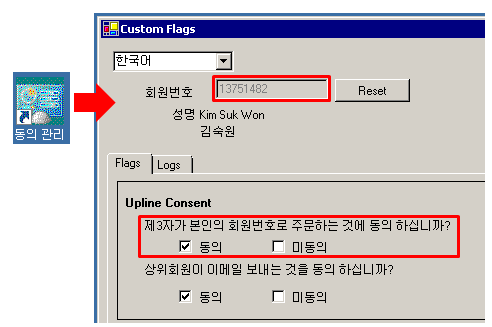 Custom Flags
한국어
회원번호 13751482 Reset
성명 Kim Suk Won
김숙원
동의 관리
Flags Logs
Upline Consent
제3자가 본인의 회원번호로 주문하는 것에 동의 하십니까?
동의 미동의
상위회원이 이메일 보내는 것을 동의 하십니까?
동의 미동의